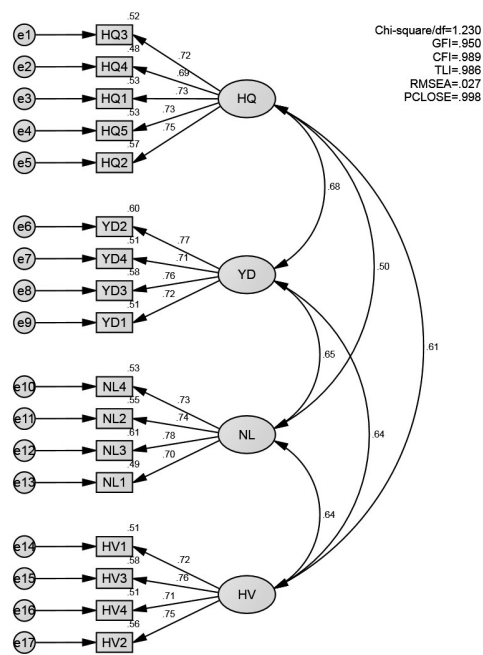 Chi-square/df=1.230
GFI=.950
CFI=.989
TLI=.986
RMSEA=.027
PCLOSE=.998
.52
e1 HQ3 .72
.48
e2 HQ4 .69
.53
e3 HQ1 .73 HQ
.53
e4 HQ5 .73
.57
e5 HQ2 .75
.68
.60
e6 YD2 .77
.51
e7 YD4 .71
.58
e8 YD3 .76 YD
.51
e9 YD1 .72
.50
.61
.65
.53
e10 NL4 .73
.55
e11 NL2 .74
.61
e12 NL3 .78 NL
.49
e13 NL1 .70
.64
.64
.51
e14 HV1 .72
.58
e15 HV3 .76
.51
e16 HV4 .71 HV
.56
e17 HV2 .75